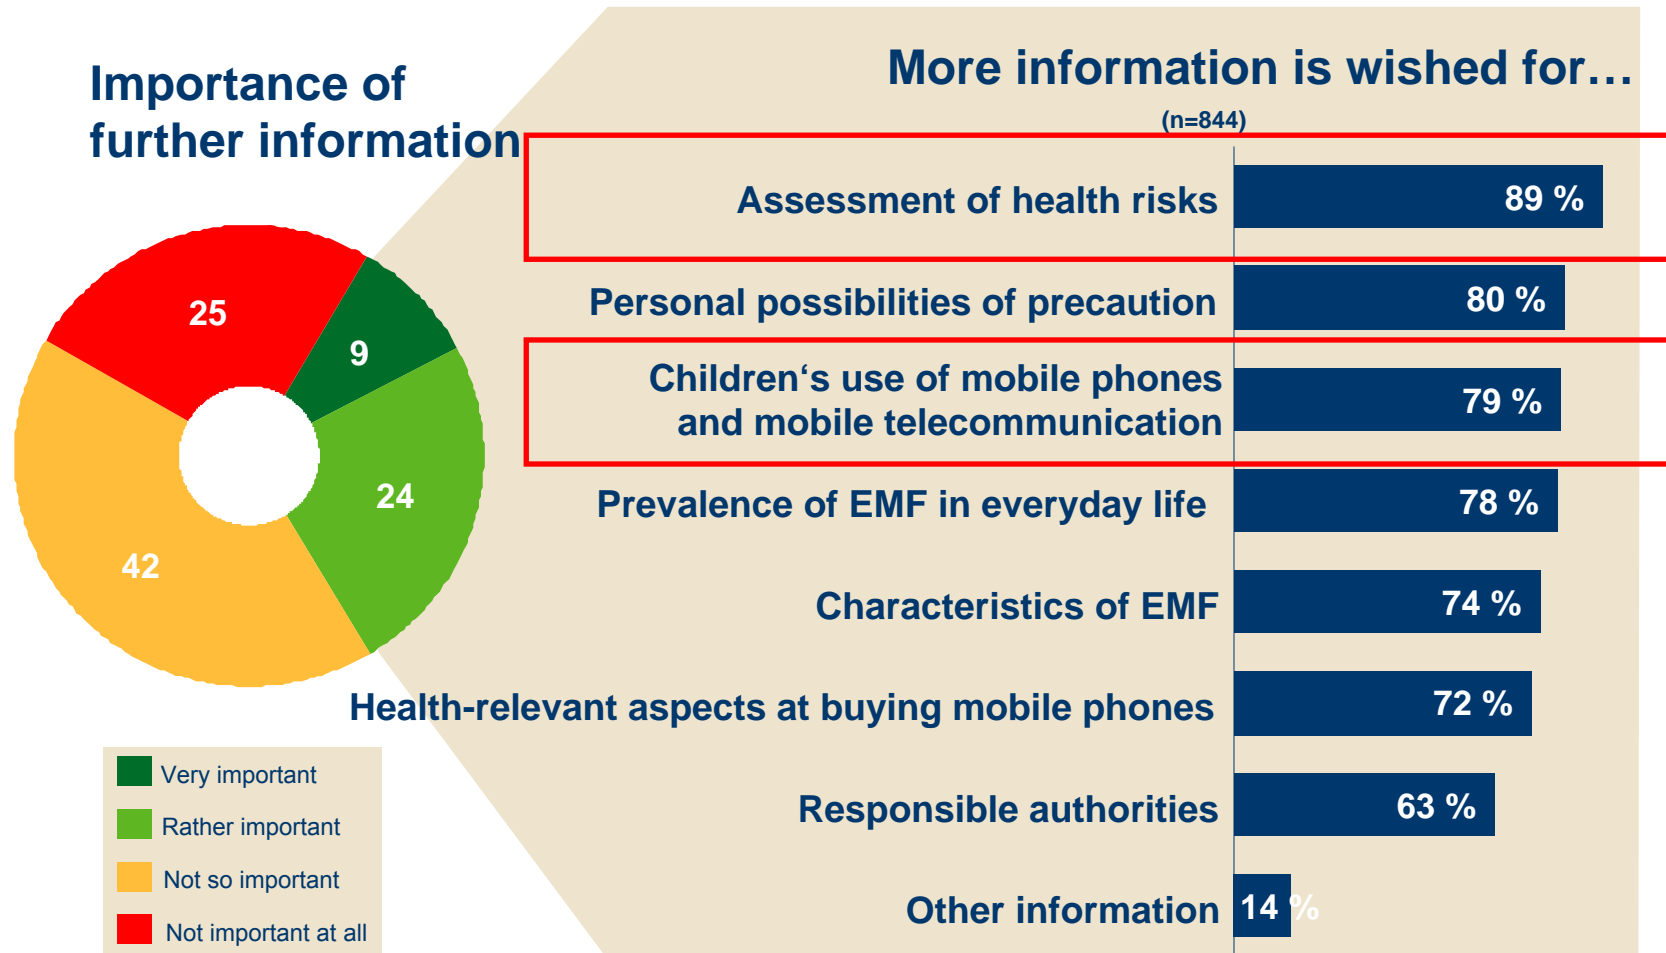 Importance of
further information
25
9
24
42
Very important
Rather important
Not so important
Not important at all
More information is wished for…
(n=844)
Assessment of health risks 89 %
Personal possibilities of precaution 80 %
Children‘s use of mobile phones
and mobile telecommunication 79 %
Prevalence of EMF in everyday life 78 %
Characteristics of EMF 74 %
Health-relevant aspects at buying mobile phones 72 %
Responsible authorities 63 %
Other information 14 %